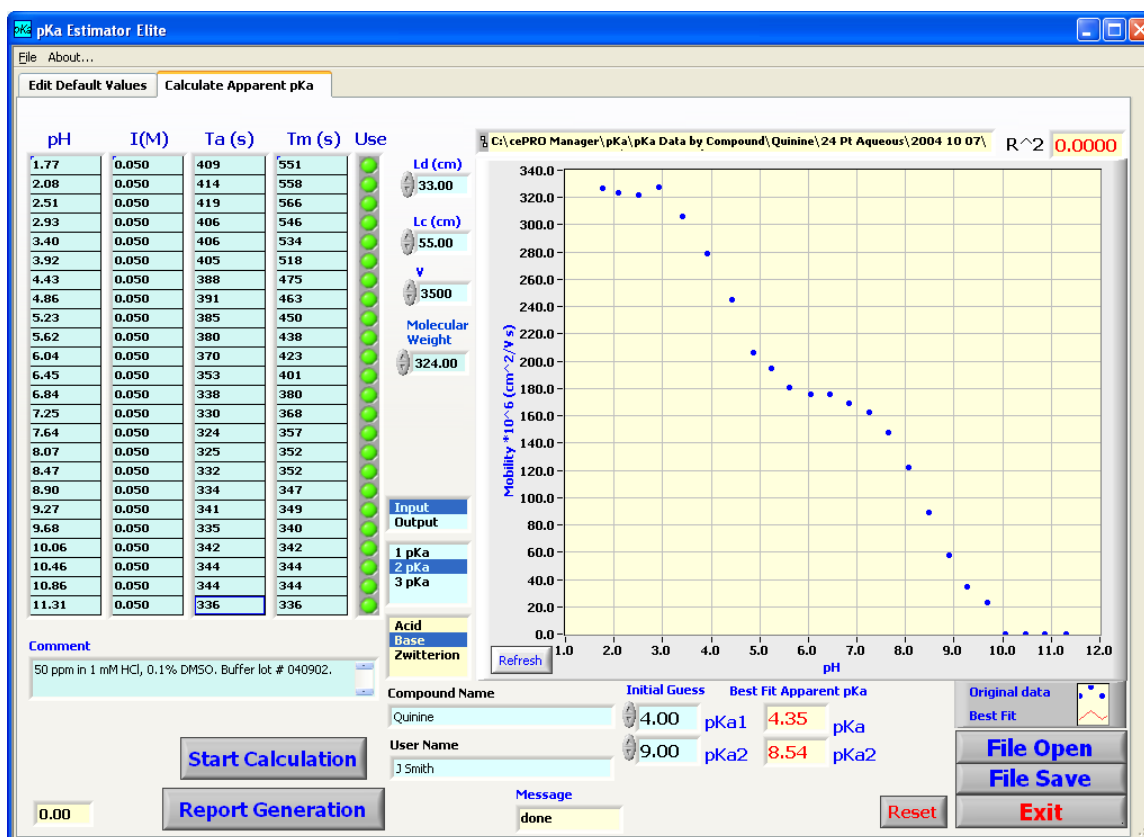 pKa pKa Estimator Elite
File About...
Edit Default Values Calculate Apparent pKa
pH I(M) Ta (s) Tm (s) Use
1.77 0.050 409 551
2.08 0.050 414 558
2.51 0.050 419 566
2.93 0.050 406 546
3.40 0.050 406 534
3.92 0.050 405 518
4.43 0.050 388 475
4.86 0.050 391 463
5.23 0.050 385 450
5.62 0.050 380 438
6.04 0.050 370 423
6.45 0.050 353 401
6.84 0.050 338 380
7.25 0.050 330 368
7.64 0.050 324 357
8.07 0.050 325 352
8.47 0.050 332 352
8.90 0.050 334 347
9.27 0.050 341 349
9.68 0.050 335 340
10.06 0.050 342 342
10.46 0.050 344 344
10.86 0.050 344 344
11.31 0.050 336 336
Ld (cm)
33.00
Lc (cm)
55.00
V
3500
Molecular
Weight
324.00
Input
Output
1 pKa
2 pKa
3 pKa
Acid
Base
Zwitterion
C:\cePRO Manager\pKa\pKa Data by Compound\Quinine\24 Pt Aqueous\2004 10 07\
R^2 0.0000
Mobility *10^6 (cm^2/V s)
340.0
320.0
300.0
280.0
260.0
240.0
220.0
200.0
180.0
160.0
140.0
120.0
100.0
80.0
60.0
40.0
20.0
0.0
1.0 2.0 3.0 4.0 5.0 6.0 7.0 8.0 9.0 10.0 11.0 12.0
pH
Refresh
Comment
50 ppm in 1 mM HCl, 0.1% DMSO. Buffer lot # 040902.
Compound Name
Quinine
User Name
J Smith
Initial Guess Best Fit Apparent pKa
4.00 pKa1 4.35 pKa
9.00 pKa2 8.54 pKa2
Original data
Best Fit
Start Calculation
Report Generation
0.00
Message
done
File Open
File Save
Reset
Exit